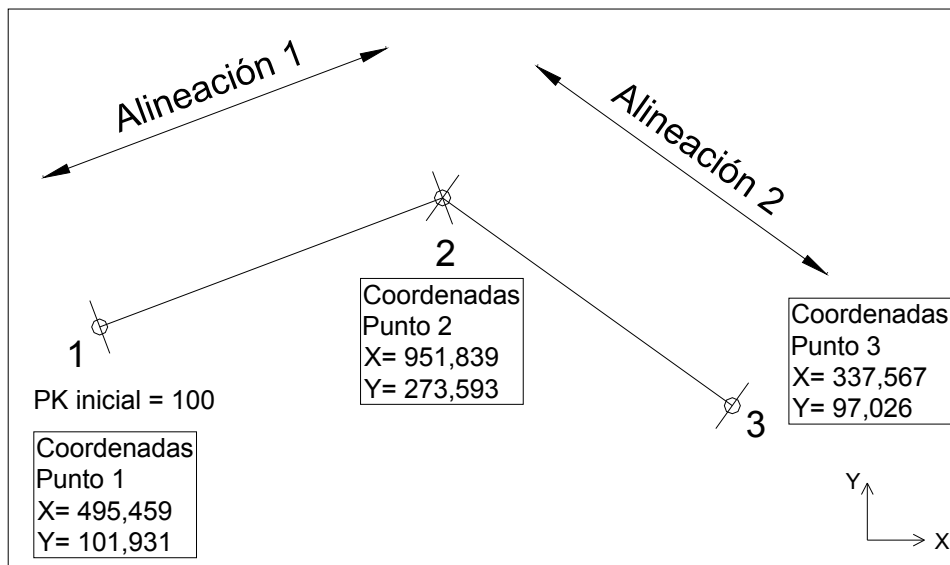 Alineación 1
Alineación 2
1
PK inicial = 100
Coordenadas
Punto 1
X= 495,459
Y= 101,931
2
Coordenadas
Punto 2
X= 951,839
Y= 273,593
3
Coordenadas
Punto 3
X= 337,567
Y= 97,026
Y
X